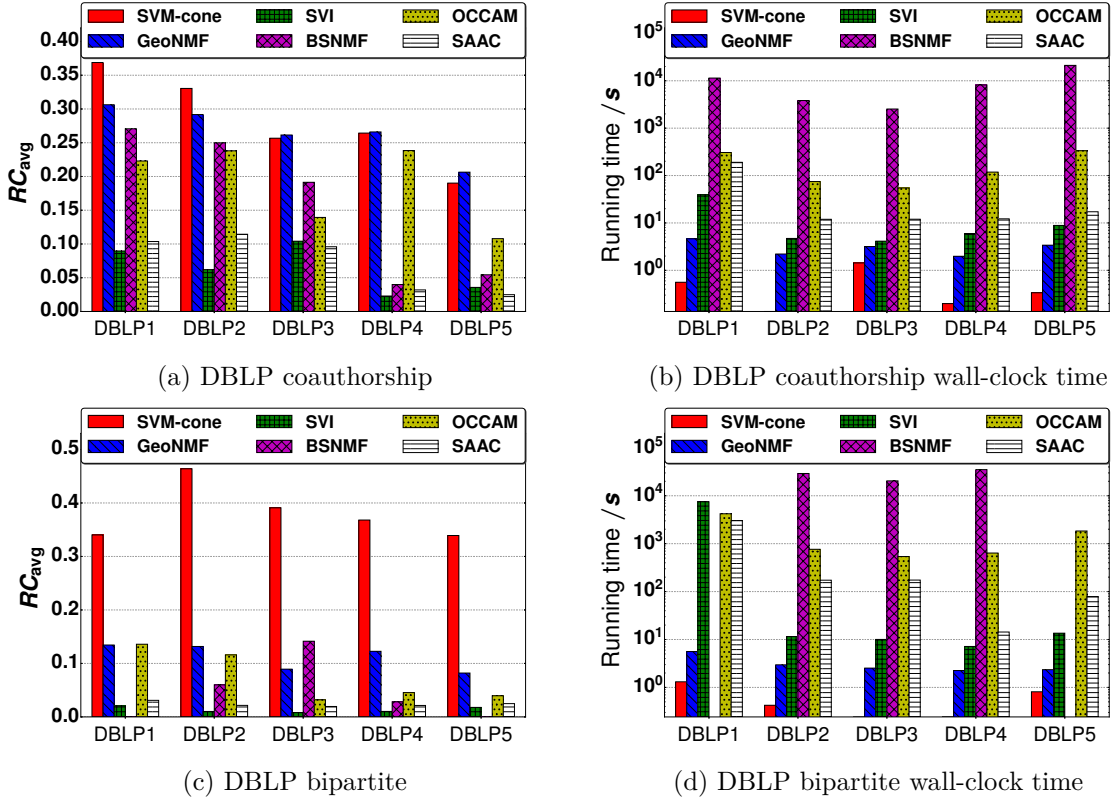 SVM-cone SVI OCCAM
GeoNMF BSNMF SAAC
0.40
0.35
0.30
0.25
0.20
0.15
0.10
0.05
0.00
RCavg
DBLP1 DBLP2 DBLP3 DBLP4 DBLP5
(a) DBLP coauthorship
SVM-cone SVI OCCAM
GeoNMF BSNMF SAAC
10^5
10^4
10^3
10^2
10^1
10^0
Running time / s
DBLP1 DBLP2 DBLP3 DBLP4 DBLP5
(b) DBLP coauthorship wall-clock time
SVM-cone SVI OCCAM
GeoNMF BSNMF SAAC
0.5
0.4
0.3
0.2
0.1
0.0
RCavg
DBLP1 DBLP2 DBLP3 DBLP4 DBLP5
(c) DBLP bipartite
SVM-cone SVI OCCAM
GeoNMF BSNMF SAAC
10^5
10^4
10^3
10^2
10^1
10^0
Running time / s
DBLP1 DBLP2 DBLP3 DBLP4 DBLP5
(d) DBLP bipartite wall-clock time